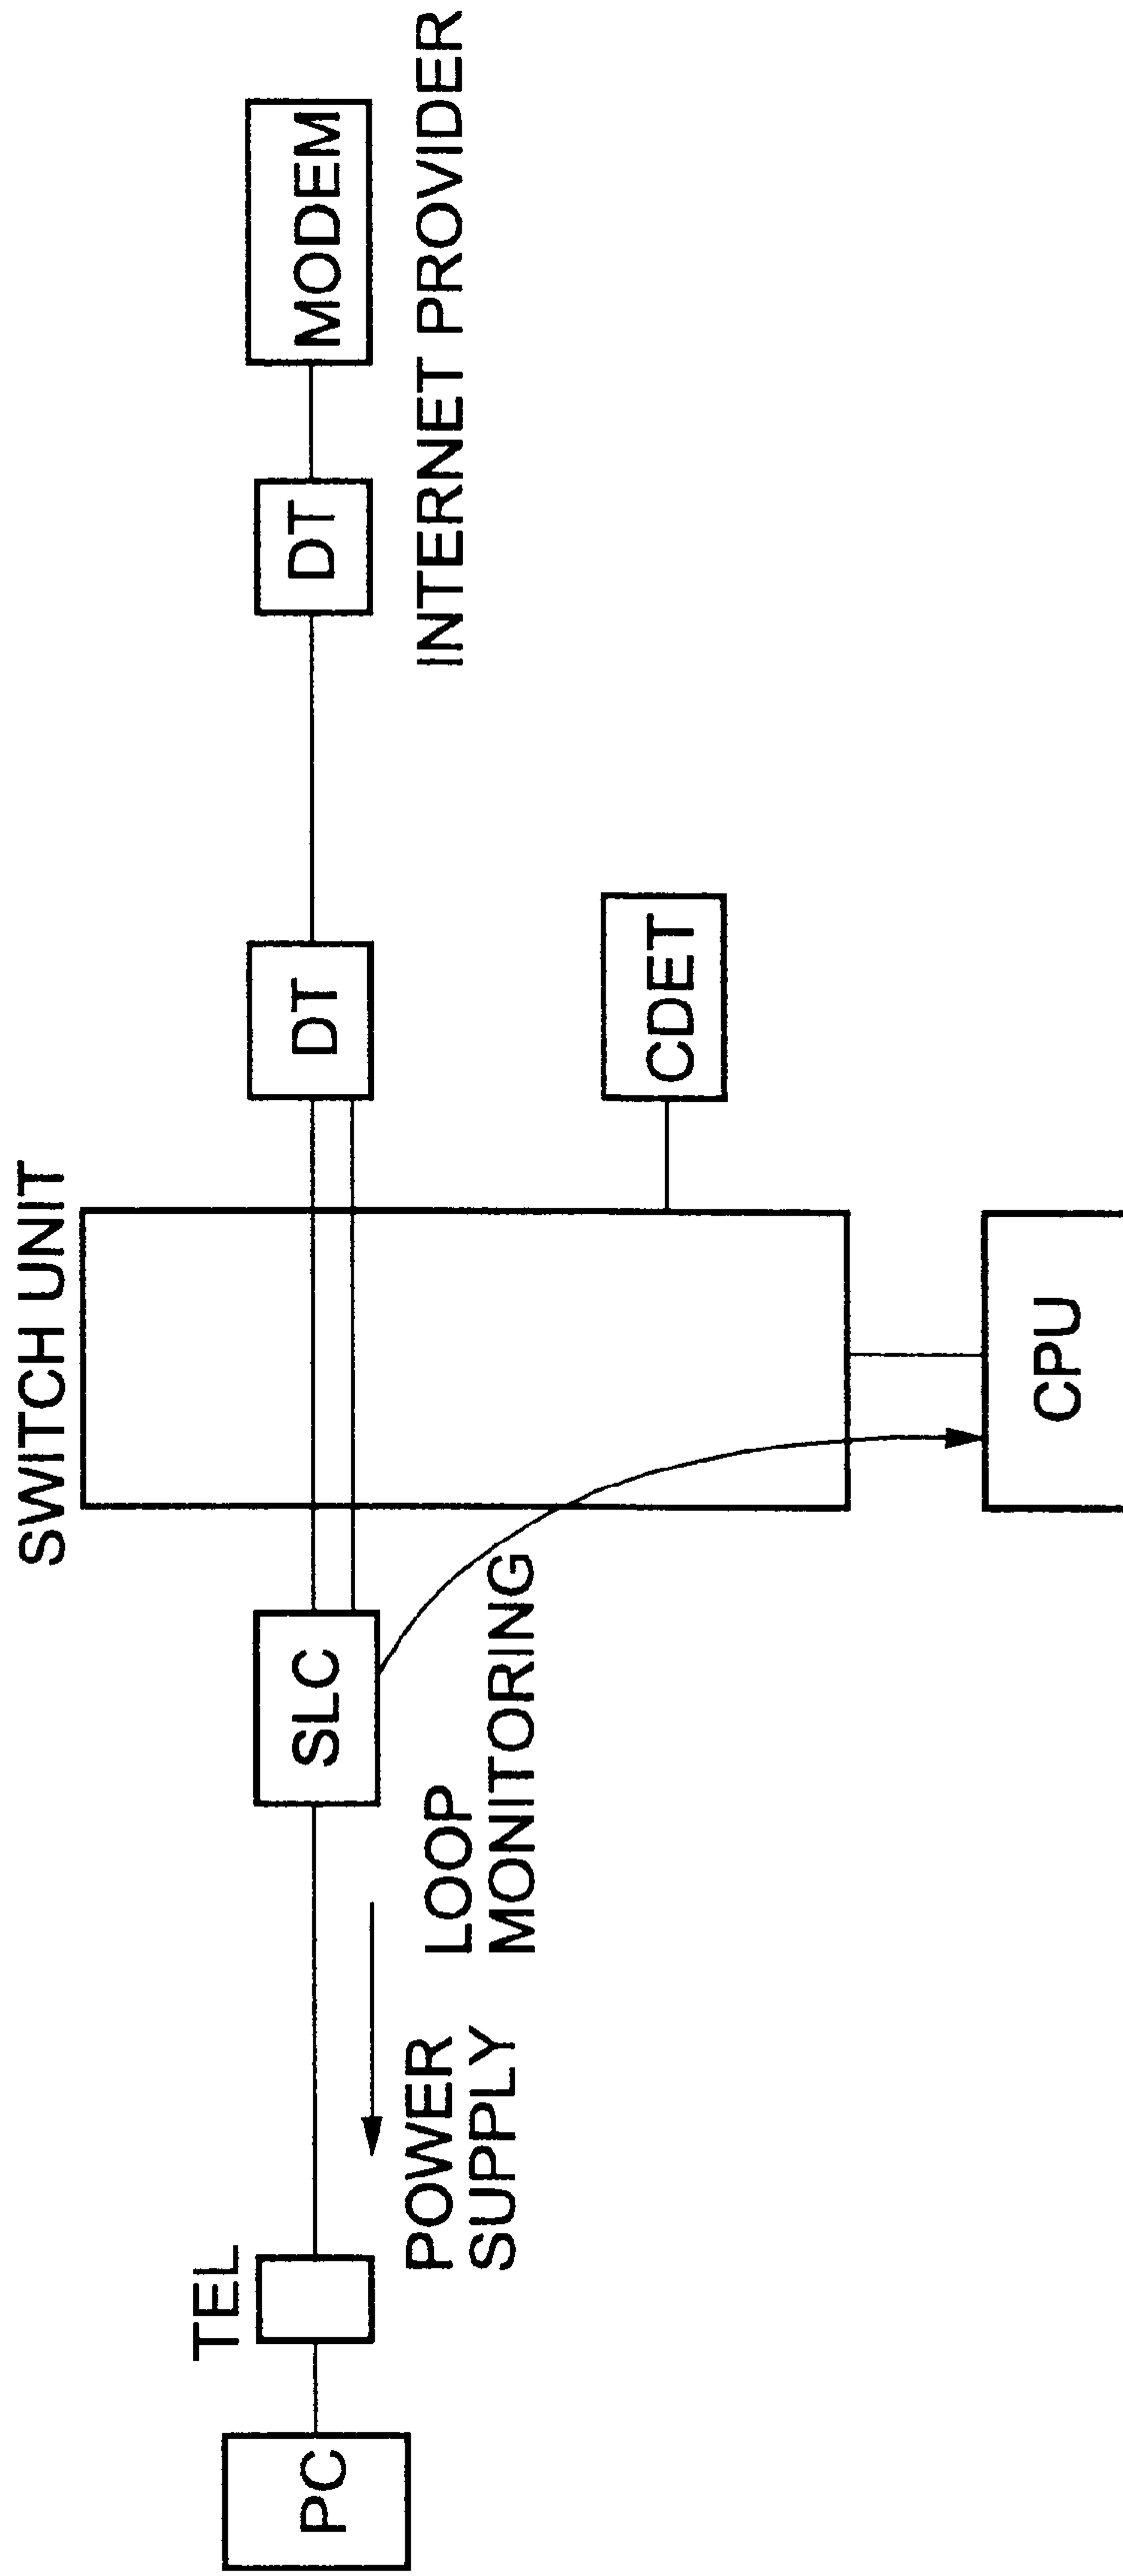 SWITCH UNIT
TEL
PC
SLC
DT
DT
MODEM
POWER
SUPPLY
LOOP
MONITORING
INTERNET PROVIDER
CDET
CPU